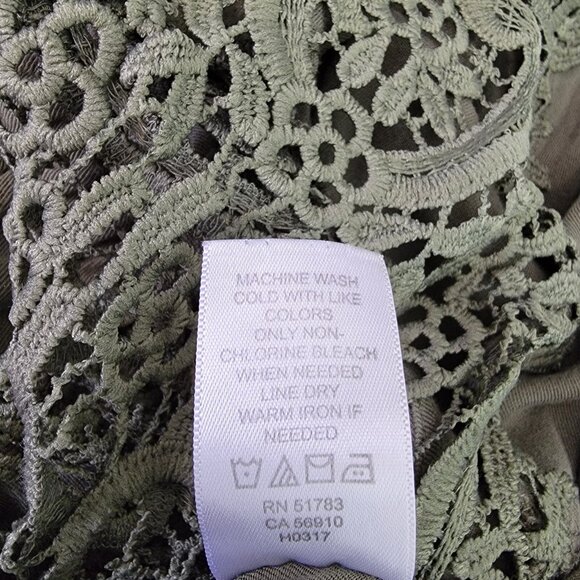 MACHINE WASH
COLD WITH LIKE
COLORS
ONLY NON-
CHLORINE BLEACH
WHEN NEEDED
LINE DRY
WARM IRON IF
NEEDED
RN 51783
CA 56910
H0317